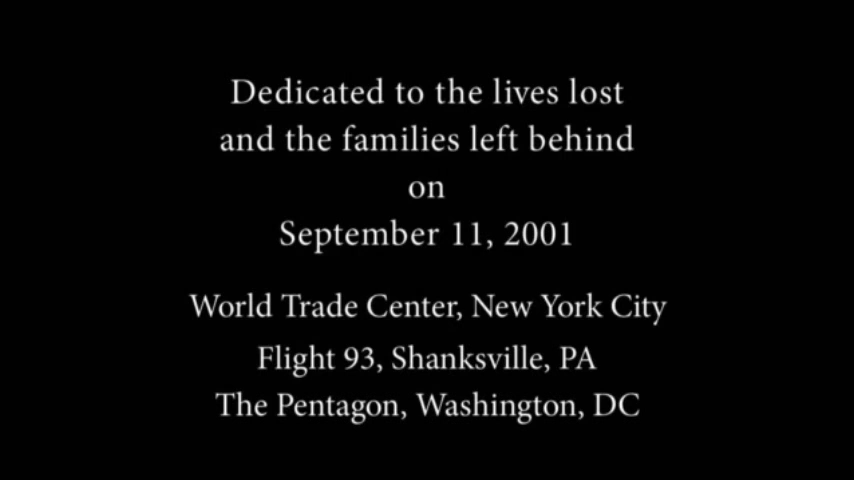 Dedicated to the lives lost
and the families left behind
on
September 11, 2001
World Trade Center, New York City
Flight 93, Shanksville, PA
The Pentagon, Washington, DC